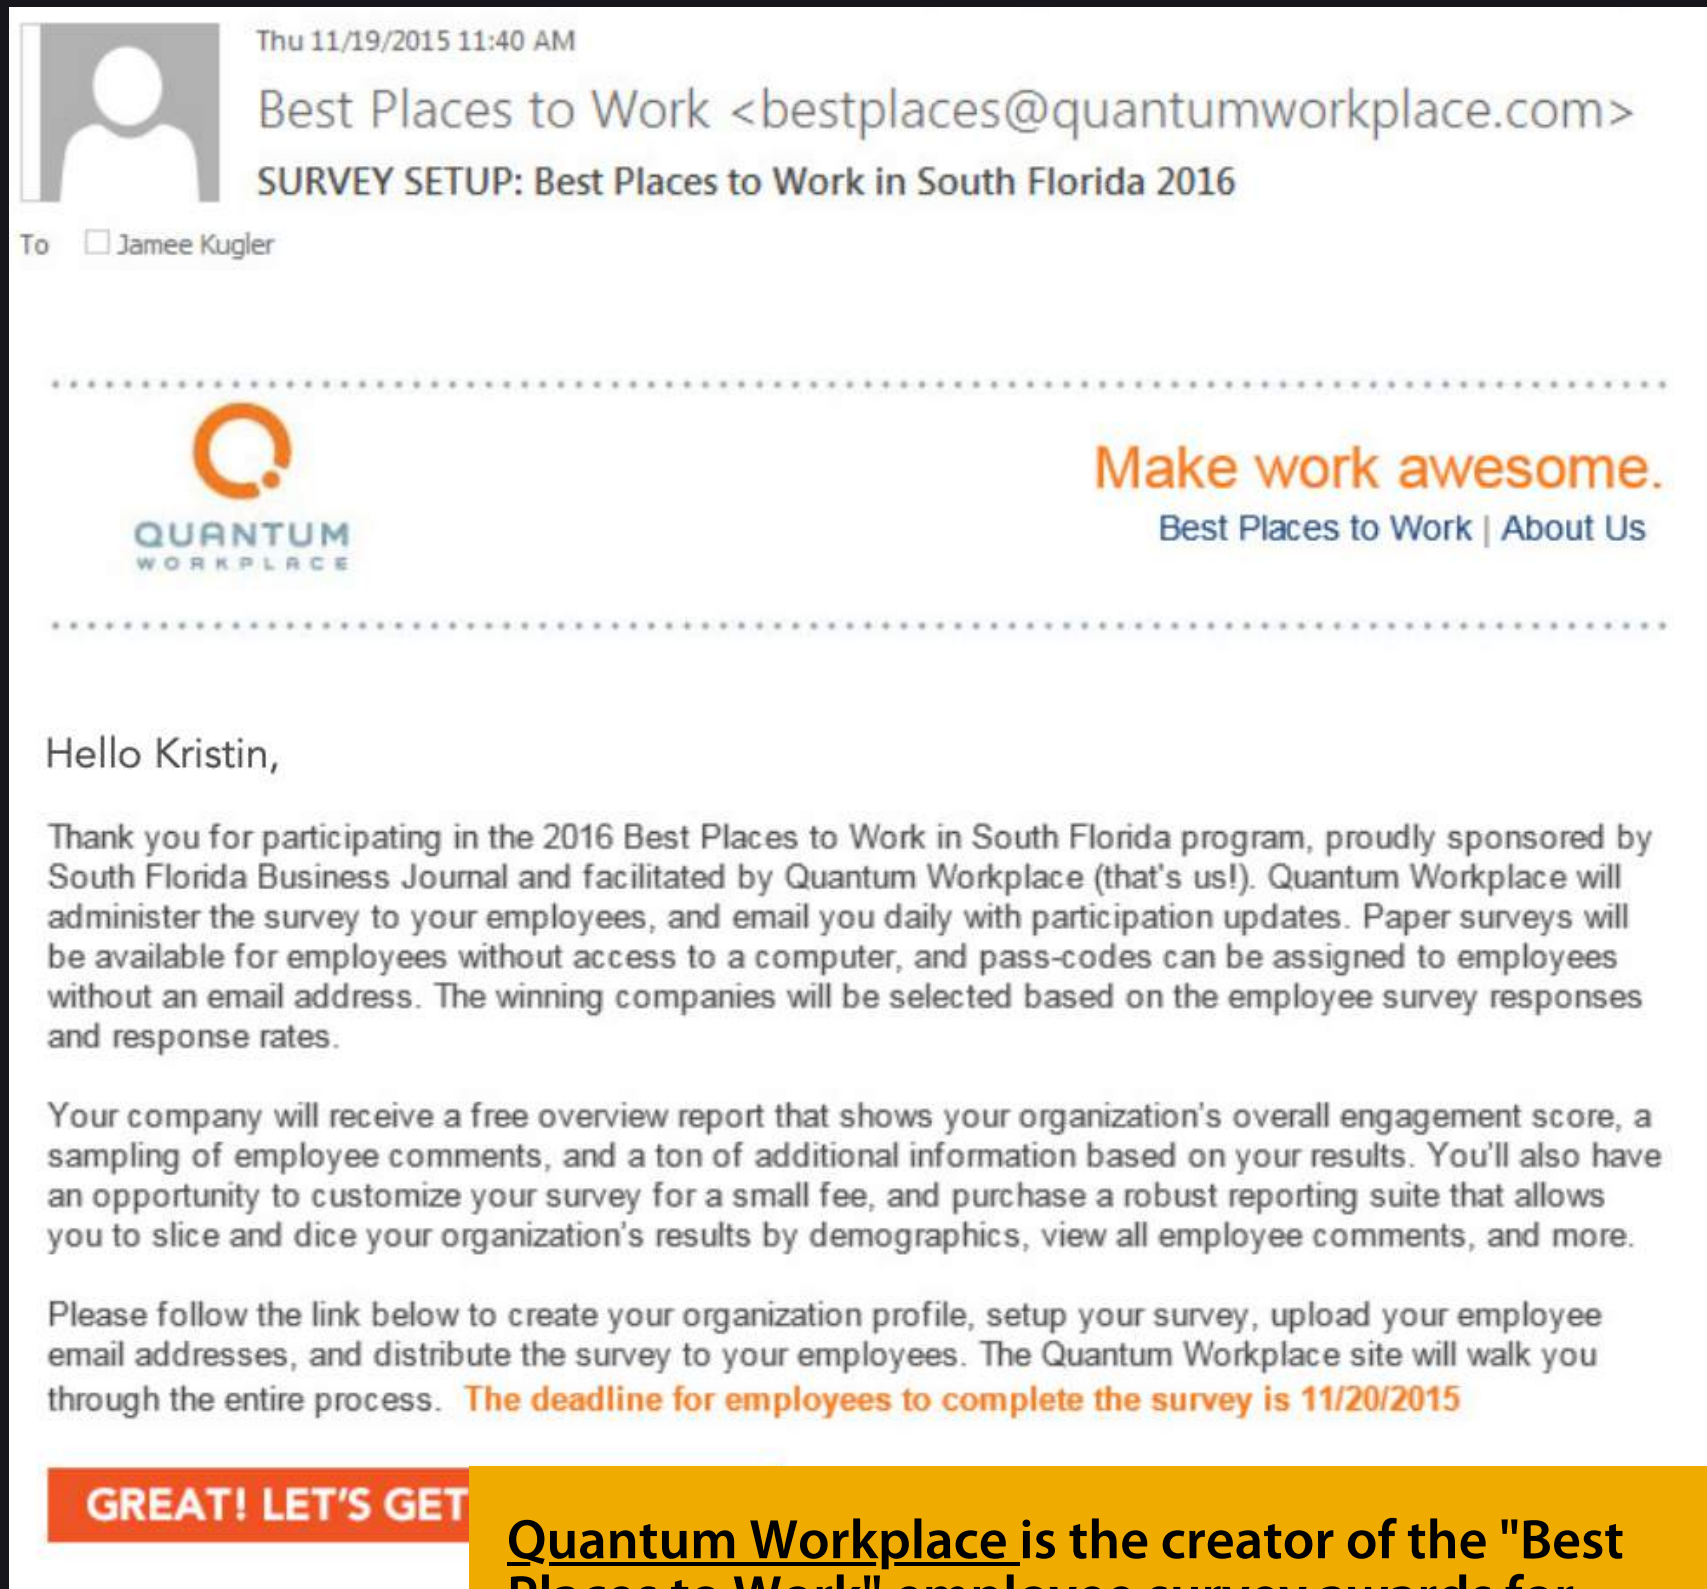 Thu 11/19/2015 11:40 AM
Best Places to Work <bestplaces@quantumworkplace.com>
SURVEY SETUP: Best Places to Work in South Florida 2016
To Jamee Kugler
QUANTUM
WORKPLACE
Make work awesome.
Best Places to Work | About Us
Hello Kristin,
Thank you for participating in the 2016 Best Places to Work in South Florida program, proudly sponsored by
South Florida Business Journal and facilitated by Quantum Workplace (that's us!). Quantum Workplace will
administer the survey to your employees, and email you daily with participation updates. Paper surveys will
be available for employees without access to a computer, and pass-codes can be assigned to employees
without an email address. The winning companies will be selected based on the employee survey responses
and response rates.
Your company will receive a free overview report that shows your organization's overall engagement score, a
sampling of employee comments, and a ton of additional information based on your results. You'll also have
an opportunity to customize your survey for a small fee, and purchase a robust reporting suite that allows
you to slice and dice your organization's results by demographics, view all employee comments, and more.
Please follow the link below to create your organization profile, setup your survey, upload your employee
email addresses, and distribute the survey to your employees. The Quantum Workplace site will walk you
through the entire process. The deadline for employees to complete the survey is 11/20/2015
GREAT! LET'S GET
Quantum Workplace is the creator of the "Best
Places to Work" employee survey awards for